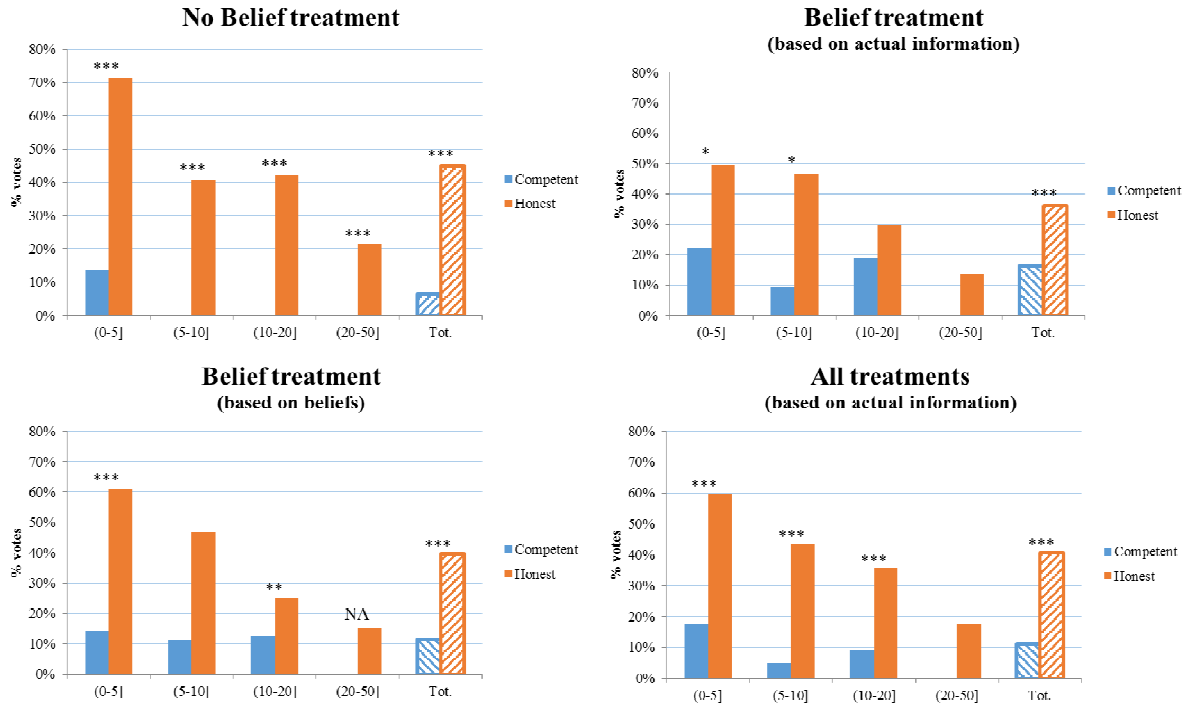 No Belief treatment
80%
70%
60%
50%
40%
30%
20%
10%
0%
% votes
***
***
***
***
***
(0-5]
(5-10]
(10-20]
(20-50]
Tot.
Competent
Honest
Belief treatment
(based on actual information)
80%
70%
60%
50%
40%
30%
20%
10%
0%
% votes
*
*
***
(0-5]
(5-10]
(10-20]
(20-50]
Tot.
Competent
Honest
Belief treatment
(based on beliefs)
80%
70%
60%
50%
40%
30%
20%
10%
0%
% votes
***
**
NA
***
(0-5]
(5-10]
(10-20]
(20-50]
Tot.
Competent
Honest
All treatments
(based on actual information)
80%
70%
60%
50%
40%
30%
20%
10%
0%
% votes
***
***
***
***
(0-5]
(5-10]
(10-20]
(20-50]
Tot.
Competent
Honest